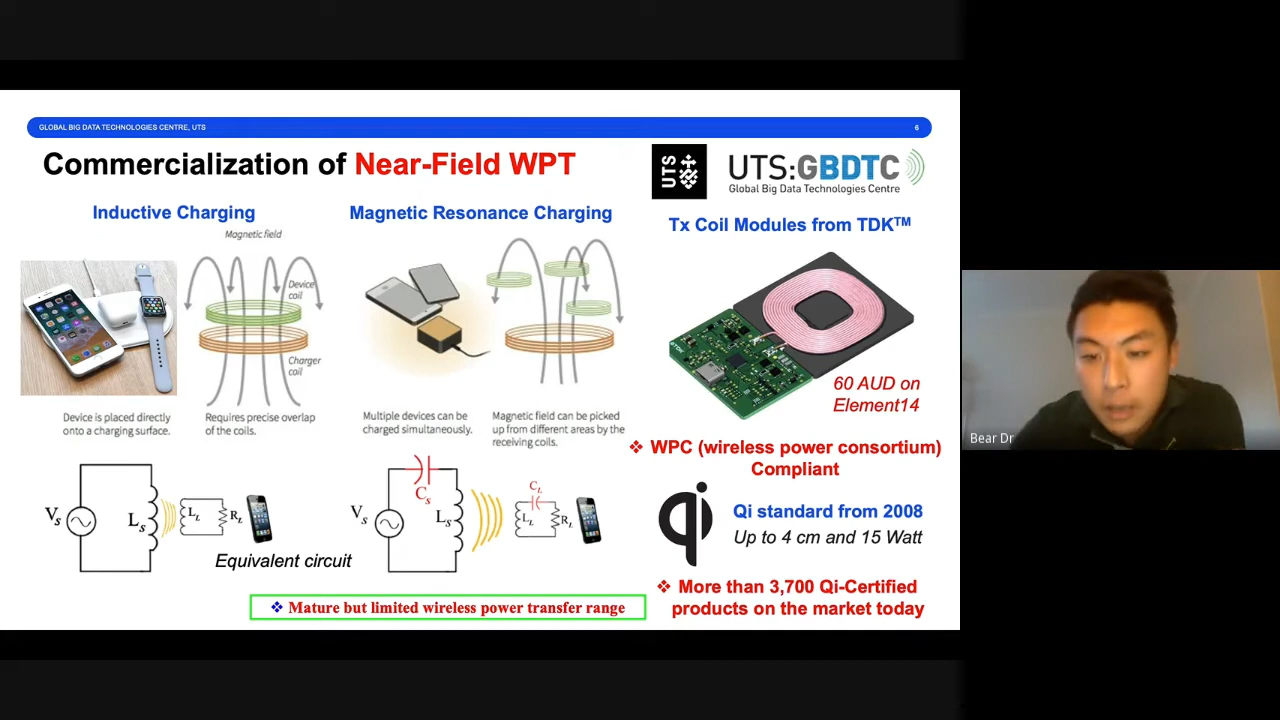 GLOBAL BIG DATA TECHNOLOGIES CENTRE, UTS
6
Commercialization of Near-Field WPT
UTS
UTS:GBDTC
Global Big Data Technologies Centre
Inductive Charging
Magnetic field
Device coil
Charger coil
Device is placed directly
onto a charging surface.
Requires precise overlap
of the coils.
Magnetic Resonance Charging
Multiple devices can be
charged simultaneously.
Magnetic field can be picked
up from different areas by the
receiving coils.
Tx Coil Modules from TDK™
60 AUD on
Element14
❖ WPC (wireless power consortium)
Compliant
qi
Qi standard from 2008
Up to 4 cm and 15 Watt
❖ More than 3,700 Qi-Certified
products on the market today
Vs
Ls
LL
RL
Equivalent circuit
Vs
Cs
Ls
CL
LL
RL
❖ Mature but limited wireless power transfer range
Bear Dr